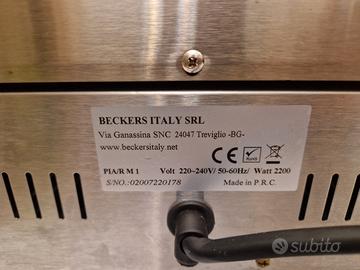 BECKERS ITALY SRL
Via Ganassina SNC 24047 Treviglio -BG-
www.beckersitaly.net
CE
PIA/R M 1 Volt 220~240V/ 50-60Hz/ Watt 2200
S/NO.: 02007220178 Made in P.R.C.
subito